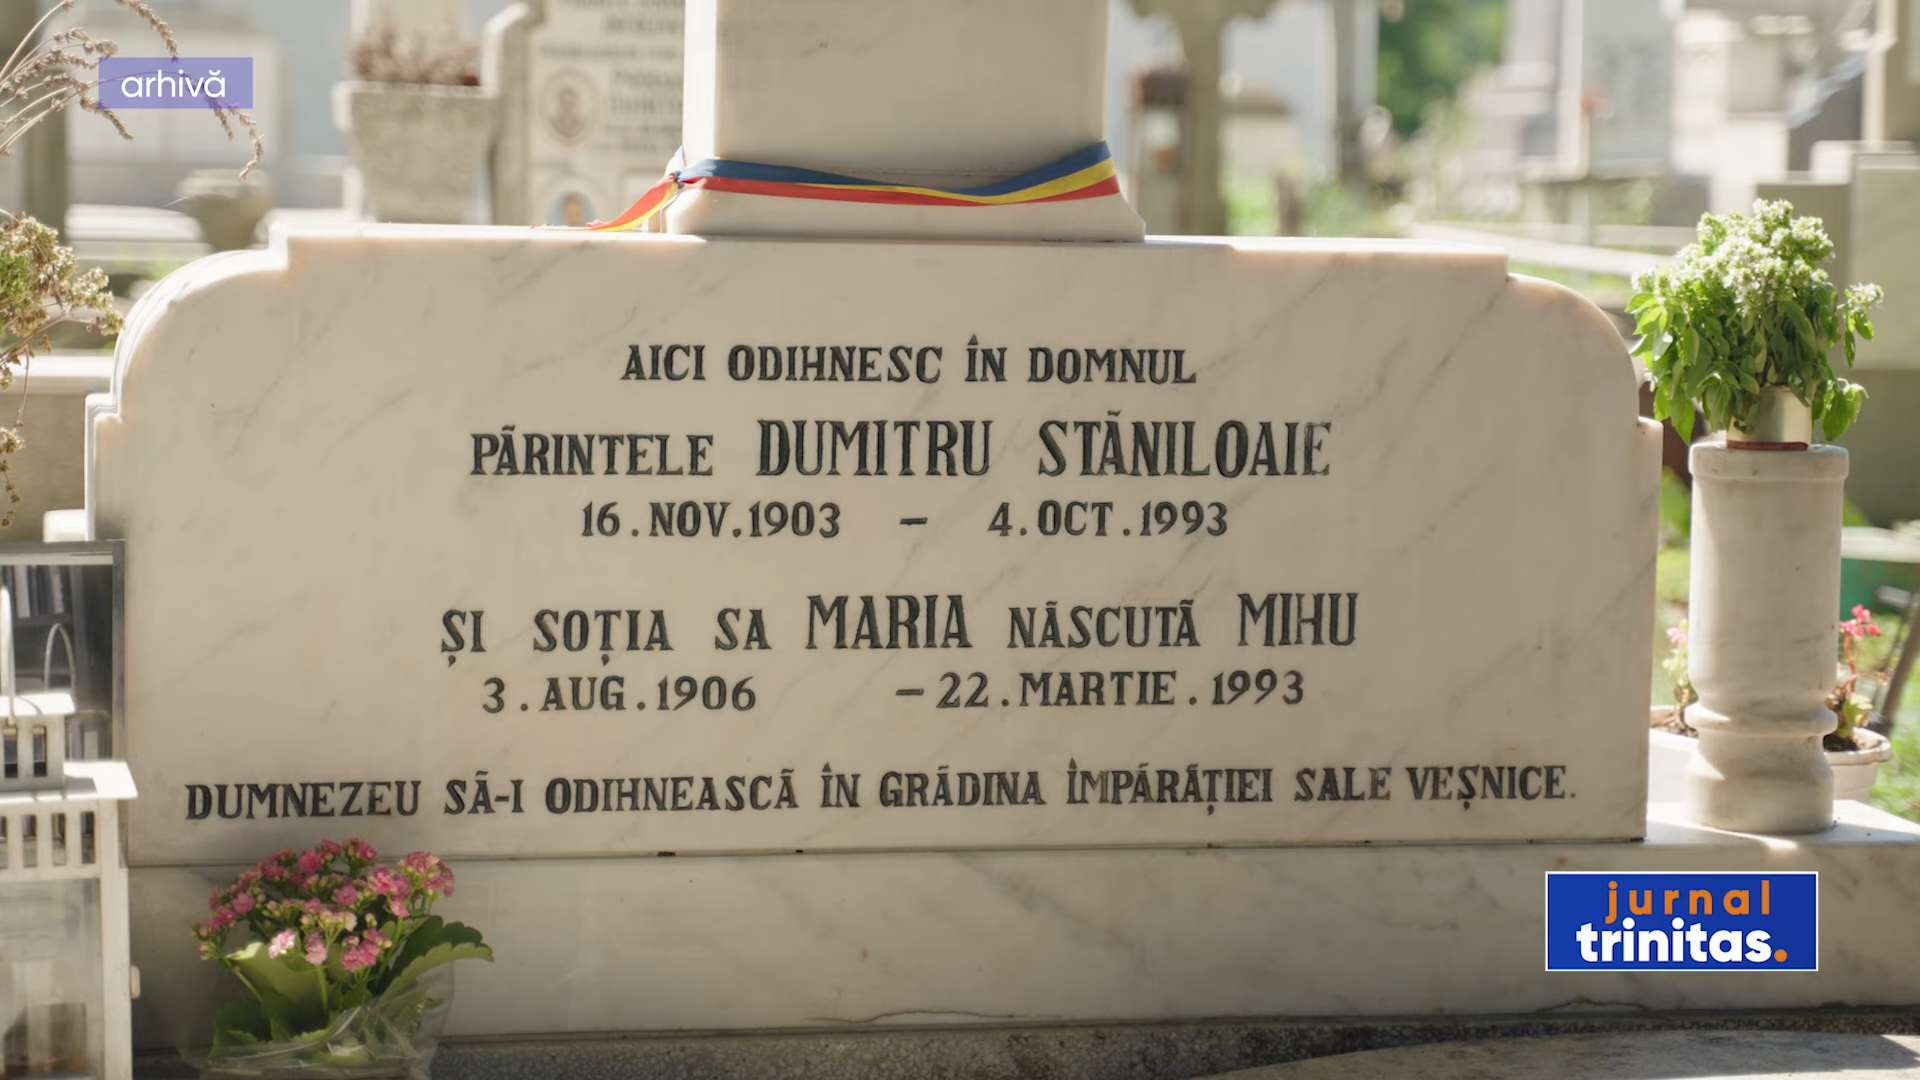 arhivă
AICI ODIHNESC ÎN DOMNUL
PĂRINTELE DUMITRU STĂNILOAIE
16.NOV.1903 – 4.OCT.1993
ȘI SOȚIA SA MARIA NĂSCUTĂ MIHU
3.AUG.1906 – 22.MARTIE.1993
DUMNEZEU SĂ-I ODIHNEASCĂ ÎN GRĂDINA ÎMPĂRĂȚIEI SALE VEȘNICE.
jurnal
trinitas.